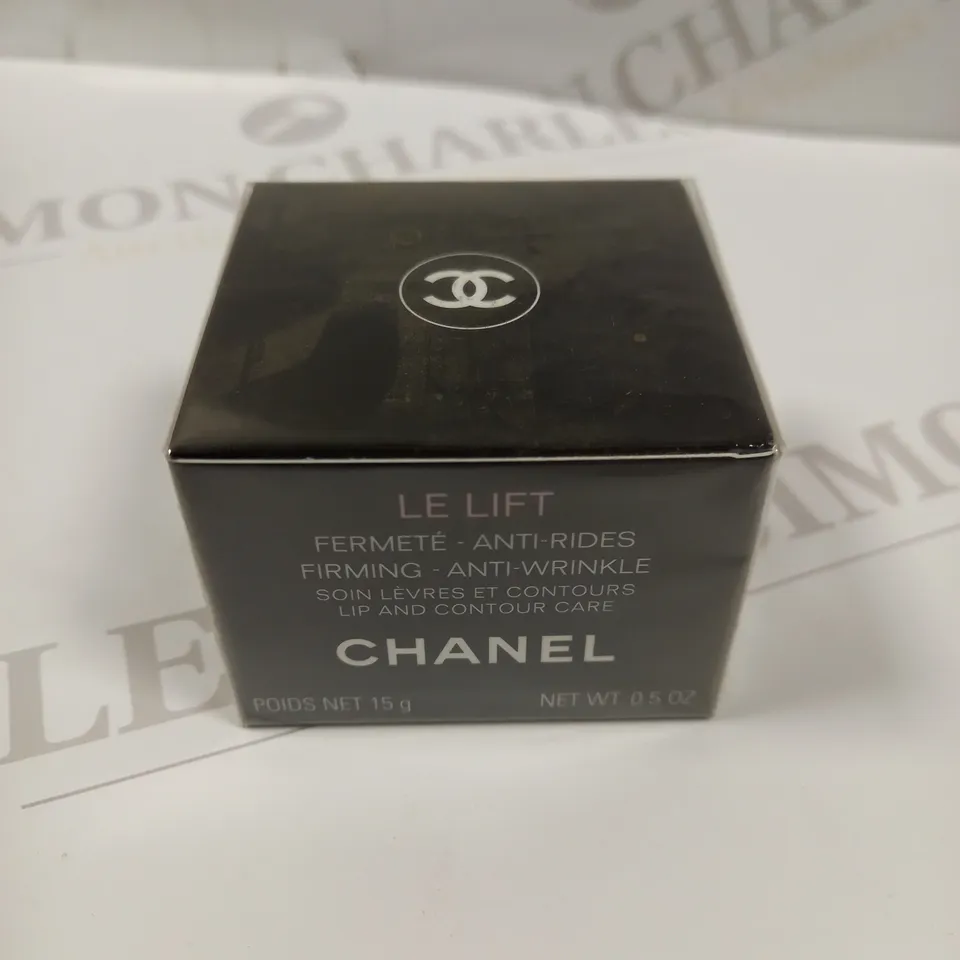 LE LIFT
FERMETÉ - ANTI-RIDES
FIRMING - ANTI-WRINKLE
SOIN LÈVRES ET CONTOURS
LIP AND CONTOUR CARE
CHANEL
POIDS NET 15 g NET WT. 0.5 OZ